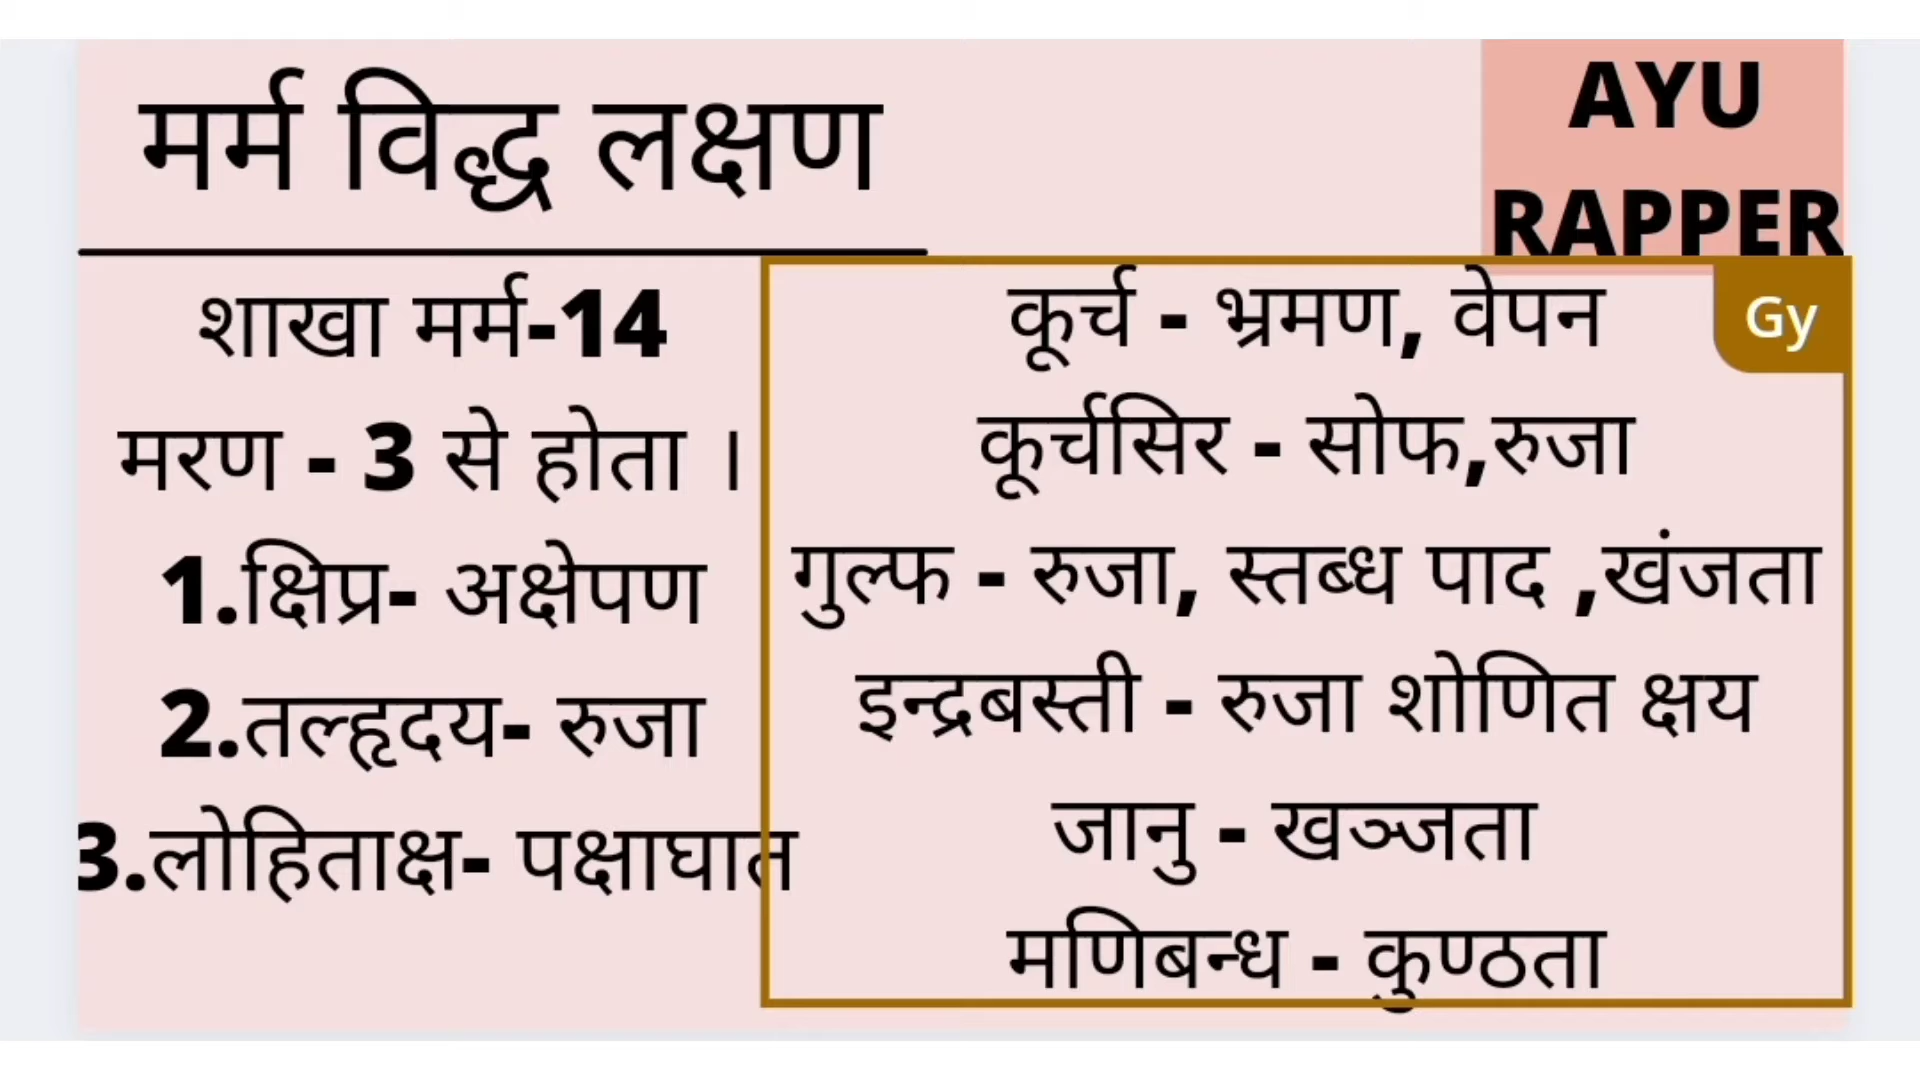 मर्म विद्ध लक्षण
AYU
RAPPER
शाखा मर्म-14
मरण - 3 से होता ।
1.क्षिप्र- अक्षेपण
2.तल्हृदय- रुजा
3.लोहिताक्ष- पक्षाघात
Gy
कूर्च - भ्रमण, वेपन
कूर्चसिर - सोफ,रुजा
गुल्फ - रुजा, स्तब्ध पाद ,खंजता
इन्द्रबस्ती - रुजा शोणित क्षय
जानु - खञ्जता
मणिबन्ध - कुण्ठता